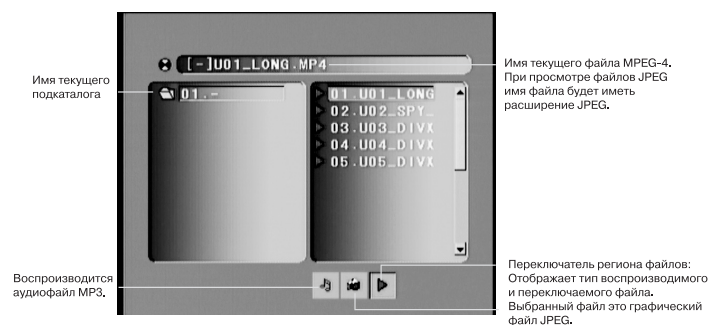 [-]U01_LONG.MP4
Имя текущего файла MPEG-4.
При просмотре файлов JPEG
имя файла будет иметь
расширение JPEG.
Имя текущего
подкаталога
01.-
01.U01_LONG
02.U02_SPY_
03.U03_DIVX
04.U04_DIVX
05.U05_DIVX
Воспроизводится
аудиофайл MP3.
Переключатель региона файлов:
Отображает тип воспроизводимого
и переключаемого файла.
Выбранный файл это графический
файл JPEG.